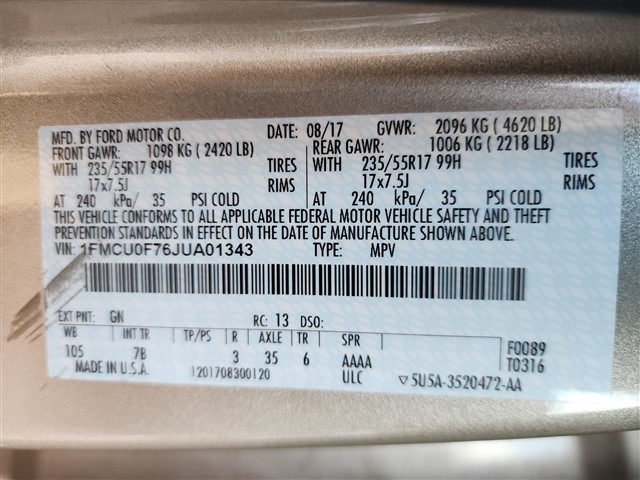 MFD. BY FORD MOTOR CO. DATE: 08/17 GVWR: 2096 KG ( 4620 LB)
FRONT GAWR: 1098 KG ( 2420 LB) REAR GAWR: 1006 KG ( 2218 LB)
WITH 235/55R17 99H TIRES WITH 235/55R17 99H TIRES
17x7.5J RIMS 17x7.5J RIMS
AT 240 kPa/ 35 PSI COLD AT 240 kPa/ 35 PSI COLD
THIS VEHICLE CONFORMS TO ALL APPLICABLE FEDERAL MOTOR VEHICLE SAFETY AND THEFT
PREVENTION STANDARDS IN EFFECT ON THE DATE OF MANUFACTURE SHOWN ABOVE.
VIN: 1FMCU0F76JUA01343 TYPE: MPV
EXT PNT: GN RC: 13 DSO:
WB INT TR TP/PS R AXLE TR SPR F0089
105 7B 3 35 6 AAAA T0316
MADE IN U.S.A. 1201708300120 ULC ▽5U5A-3520472-AA